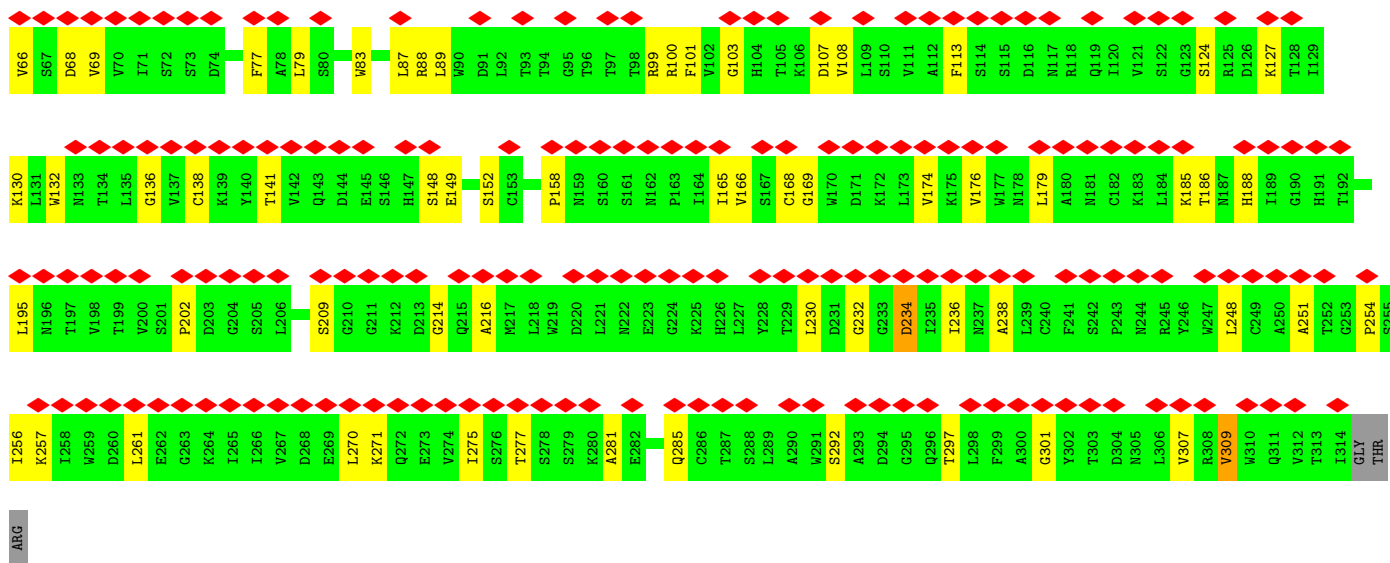 V66 S67 D68 V69 V70 I71 S72 S73 D74 F77 A78 L79 S80 W83 L87 R88 L89 W90 D91 L92 T93 T94 G95 T96 T97 T98 R99 R100 F101 V102 G103 H104 T105 K106 D107 V108 L109 S110 V111 A112 F113 S114 S115 D116 N117 R118 Q119 I120 V121 S122 G123 S124 R125 D126 K127 T128 I129
K130 L131 W132 N133 T134 L135 G136 V137 C138 K139 Y140 T141 V142 Q143 D144 E145 S146 H147 S148 E149 S152 C153 P158 N159 S160 S161 N162 P163 I164 I165 V166 S167 C168 G169 W170 D171 K172 L173 V174 K175 V176 W177 N178 L179 A180 N181 C182 K183 L184 K185 T186 N187 H188 I189 G190 H191 T192
L195 N196 T197 V198 T199 V200 S201 P202 D203 G204 S205 L206 S209 G210 G211 K212 D213 G214 Q215 A216 M217 L218 W219 D220 L221 N222 E223 G224 K225 H226 L227 Y228 T229 L230 D231 G232 G233 D234 I235 I236 N237 A238 L239 C240 F241 S242 P243 N244 R245 Y246 W247 L248 C249 A250 A251 T252 G253 P254 S255
I256 K257 I258 W259 D260 L261 E262 G263 K264 I265 I266 V267 D268 E269 L270 K271 Q272 E273 V274 I275 S276 T277 S278 S279 K280 A281 E282 Q285 C286 T287 S288 L289 A290 W291 S292 A293 D294 G295 Q296 T297 L298 F299 A300 G301 Y302 T303 D304 N305 L306 V307 R308 V309 W310 Q311 V312 T313 I314 GLY THR
ARG